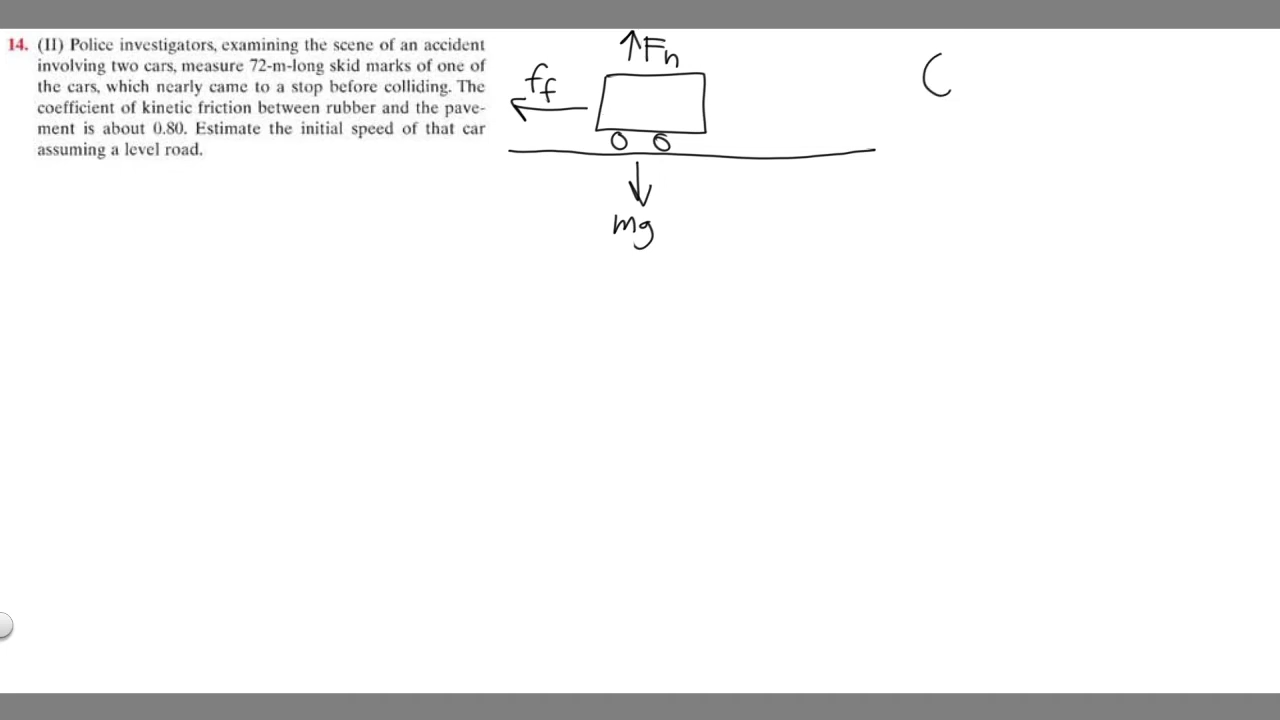 14. (II) Police investigators, examining the scene of an accident
involving two cars, measure 72-m-long skid marks of one of
the cars, which nearly came to a stop before colliding. The
coefficient of kinetic friction between rubber and the pave-
ment is about 0.80. Estimate the initial speed of that car
assuming a level road.
Fn
ff
mg
C